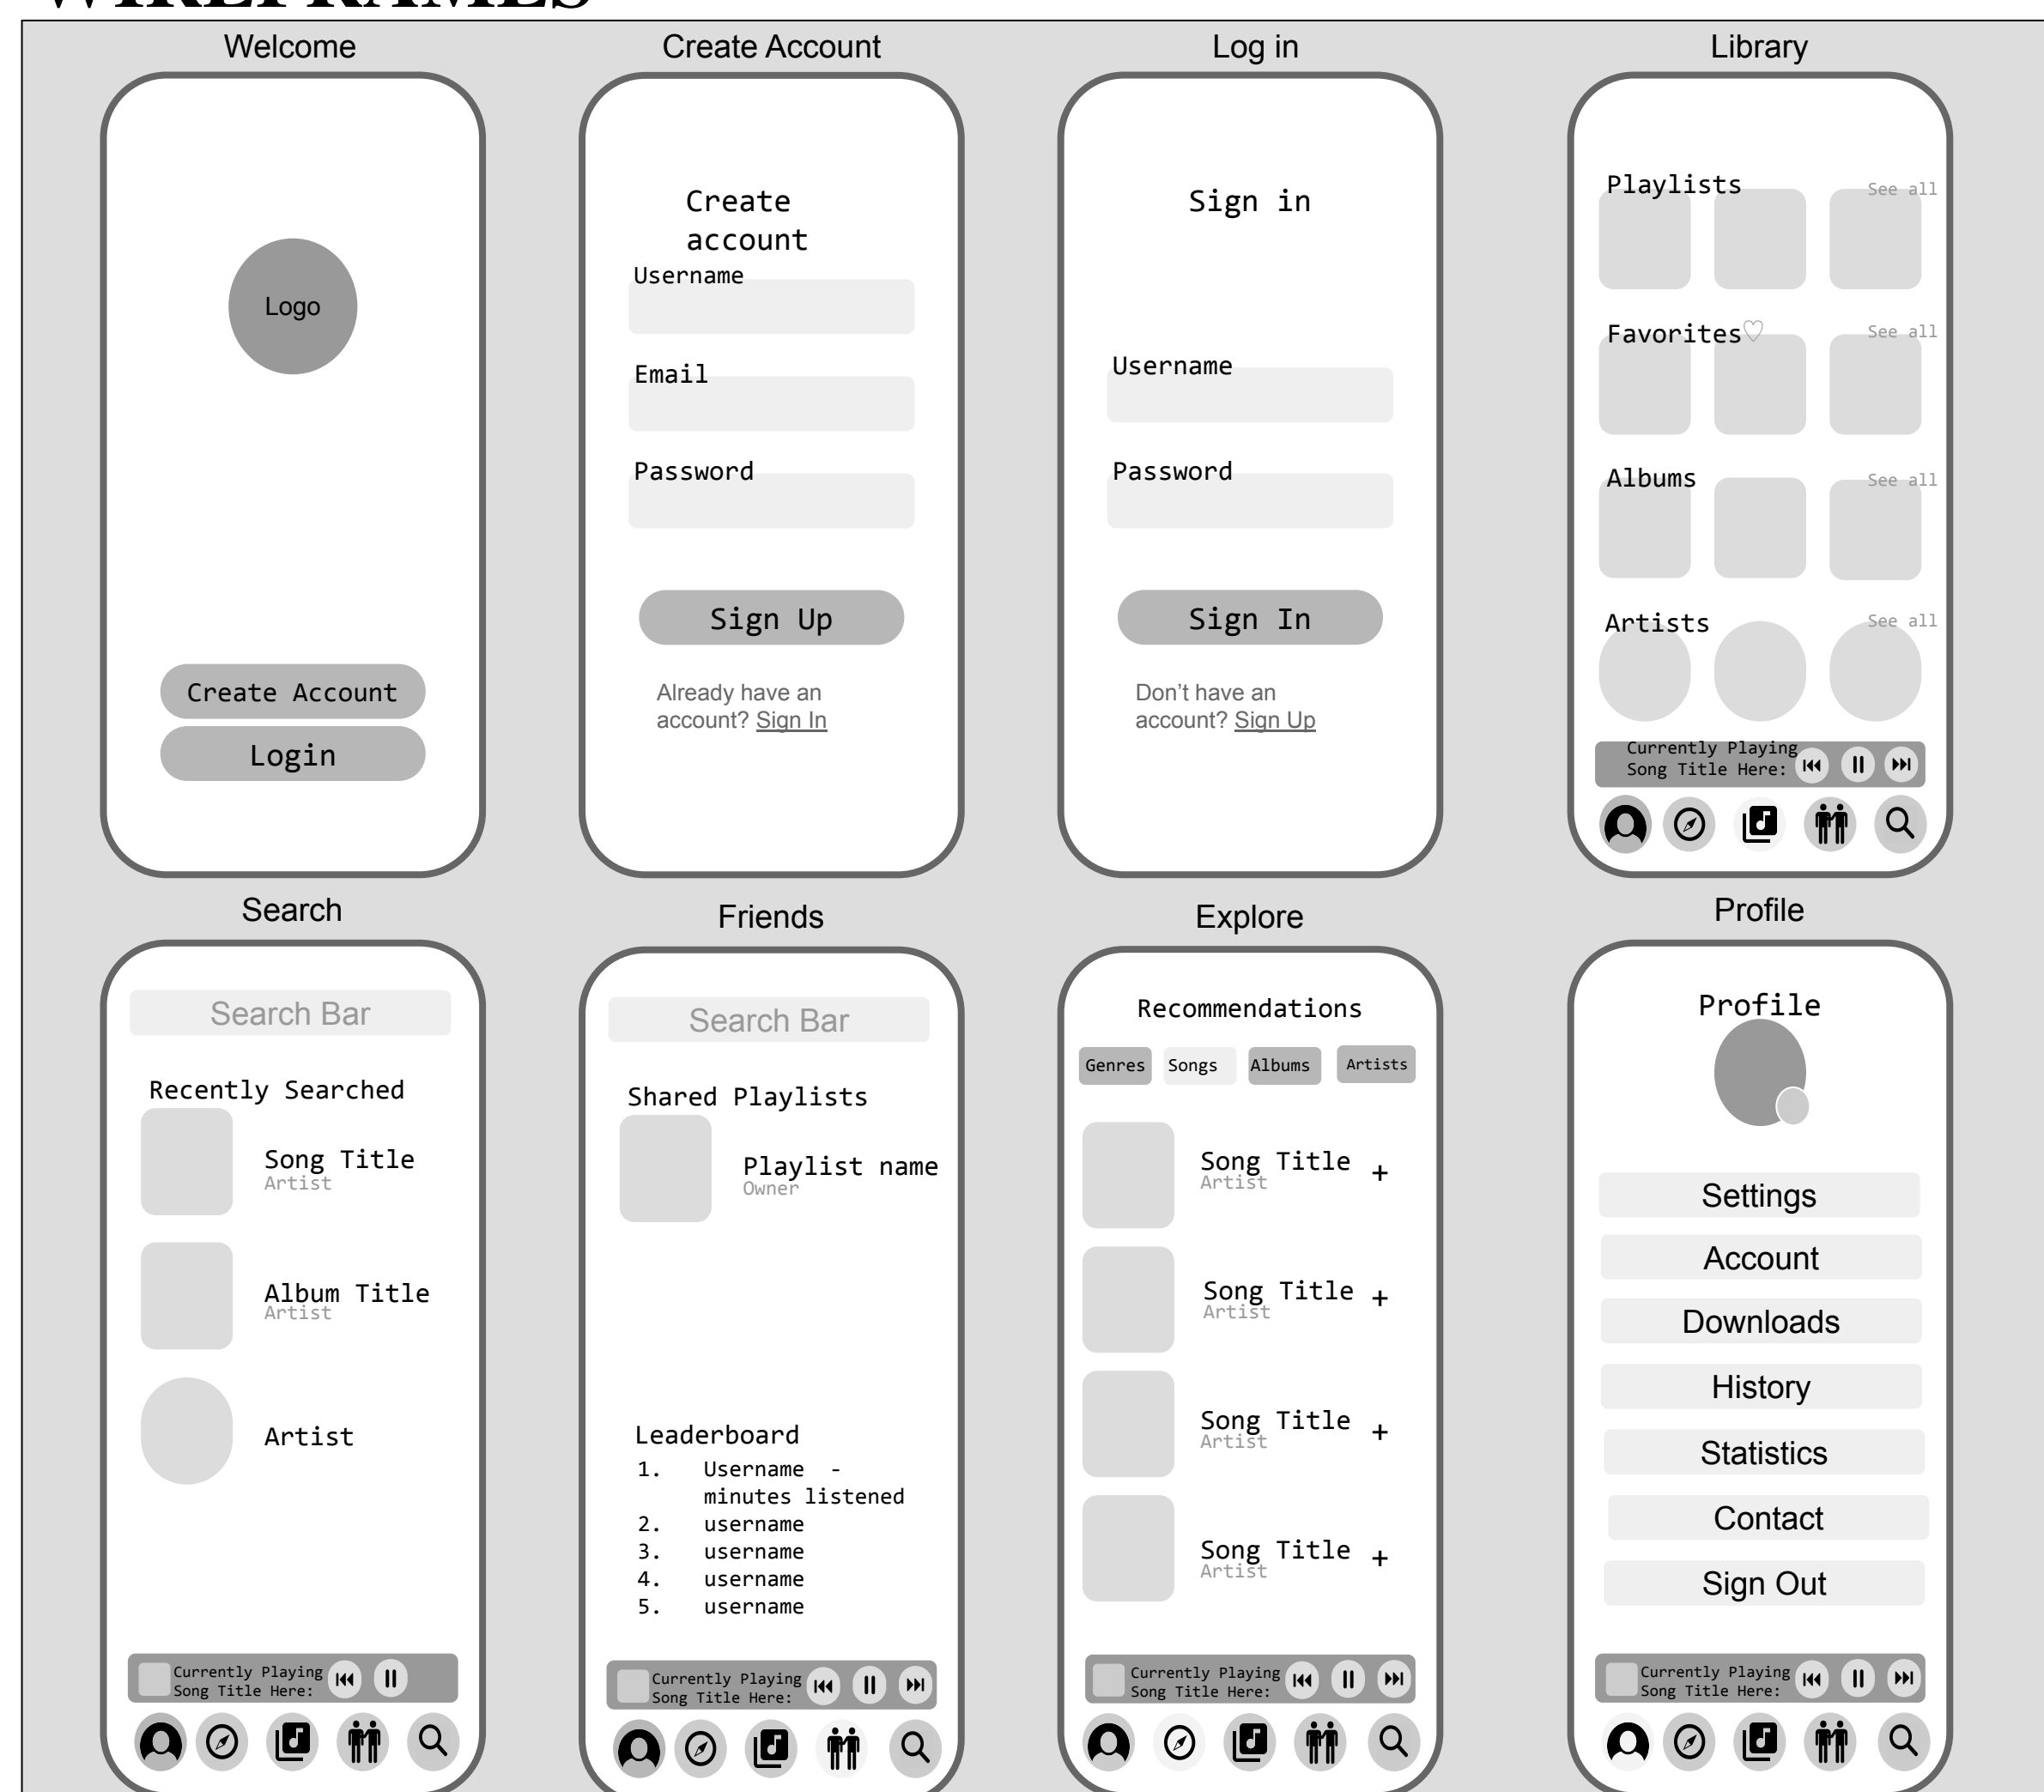 WIREFRAMES
Welcome
Logo
Create Account
Login
Create Account
Create
account
Username
Email
Password
Sign Up
Already have an
account? Sign In
Log in
Sign in
Username
Password
Sign In
Don't have an
account? Sign Up
Library
Playlists See all
Favorites♡ See all
Albums See all
Artists See all
Currently Playing
Song Title Here:
Search
Search Bar
Recently Searched
Song Title
Artist
Album Title
Artist
Artist
Currently Playing
Song Title Here:
Friends
Search Bar
Shared Playlists
Playlist name
Owner
Leaderboard
1. Username -
minutes listened
2. username
3. username
4. username
5. username
Currently Playing
Song Title Here:
Explore
Recommendations
Genres Songs Albums Artists
Song Title +
Artist
Song Title +
Artist
Song Title +
Artist
Song Title +
Artist
Currently Playing
Song Title Here:
Profile
Profile
Settings
Account
Downloads
History
Statistics
Contact
Sign Out
Currently Playing
Song Title Here: